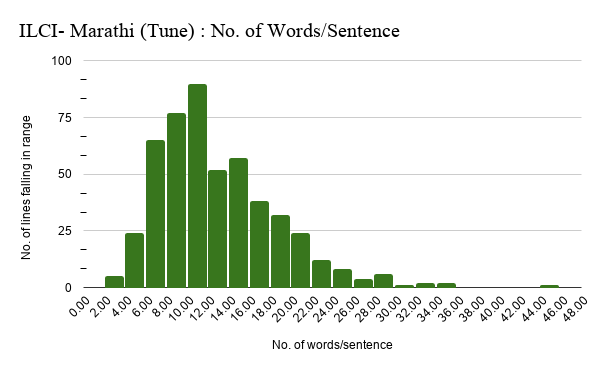 ILCI- Marathi (Tune) : No. of Words/Sentence
100
75
50
25
0
No. of lines falling in range
0.00 2.00 4.00 6.00 8.00 10.00 12.00 14.00 16.00 18.00 20.00 22.00 24.00 26.00 28.00 30.00 32.00 34.00 36.00 38.00 40.00 42.00 44.00 46.00 48.00
No. of words/sentence